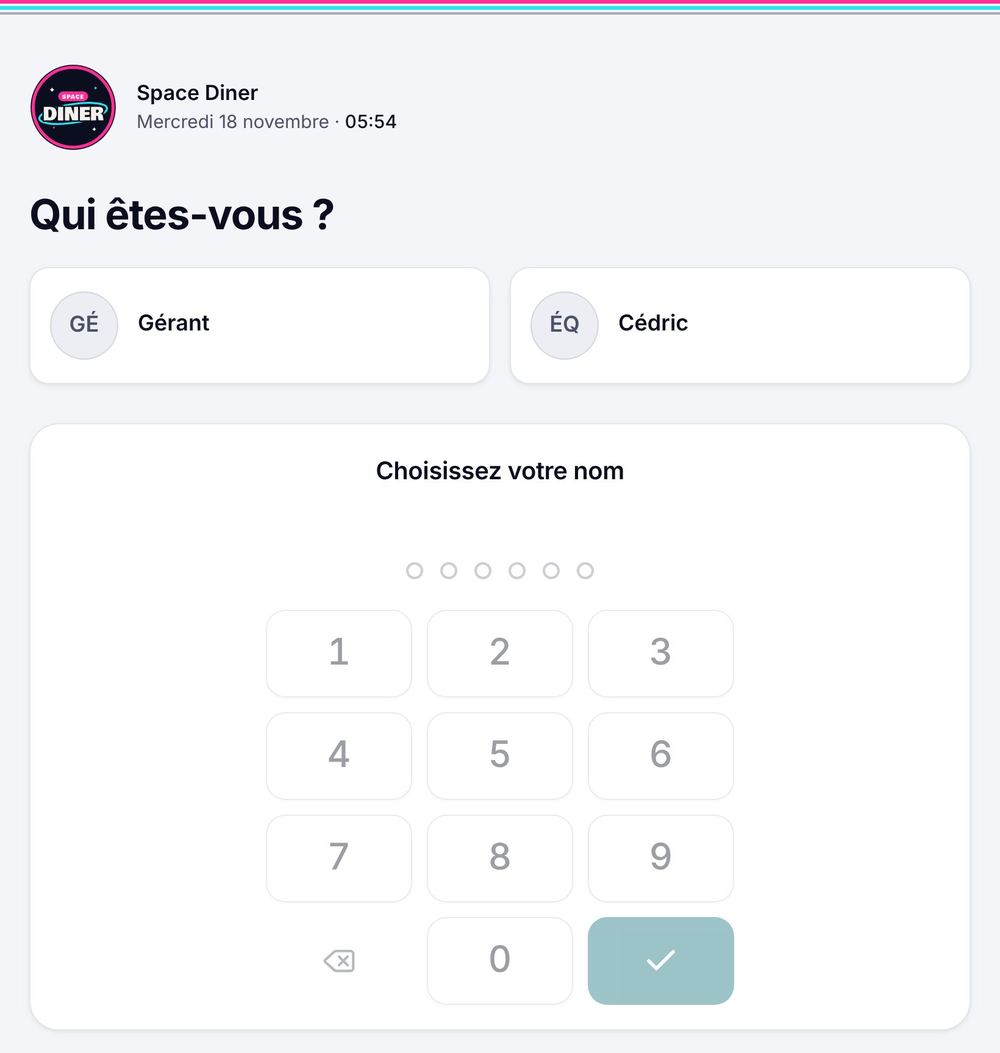 SPACE
DINER
Space Diner
Mercredi 18 novembre · 05:54
Qui êtes-vous ?
GÉ Gérant
ÉQ Cédric
Choisissez votre nom
1 2 3
4 5 6
7 8 9
0